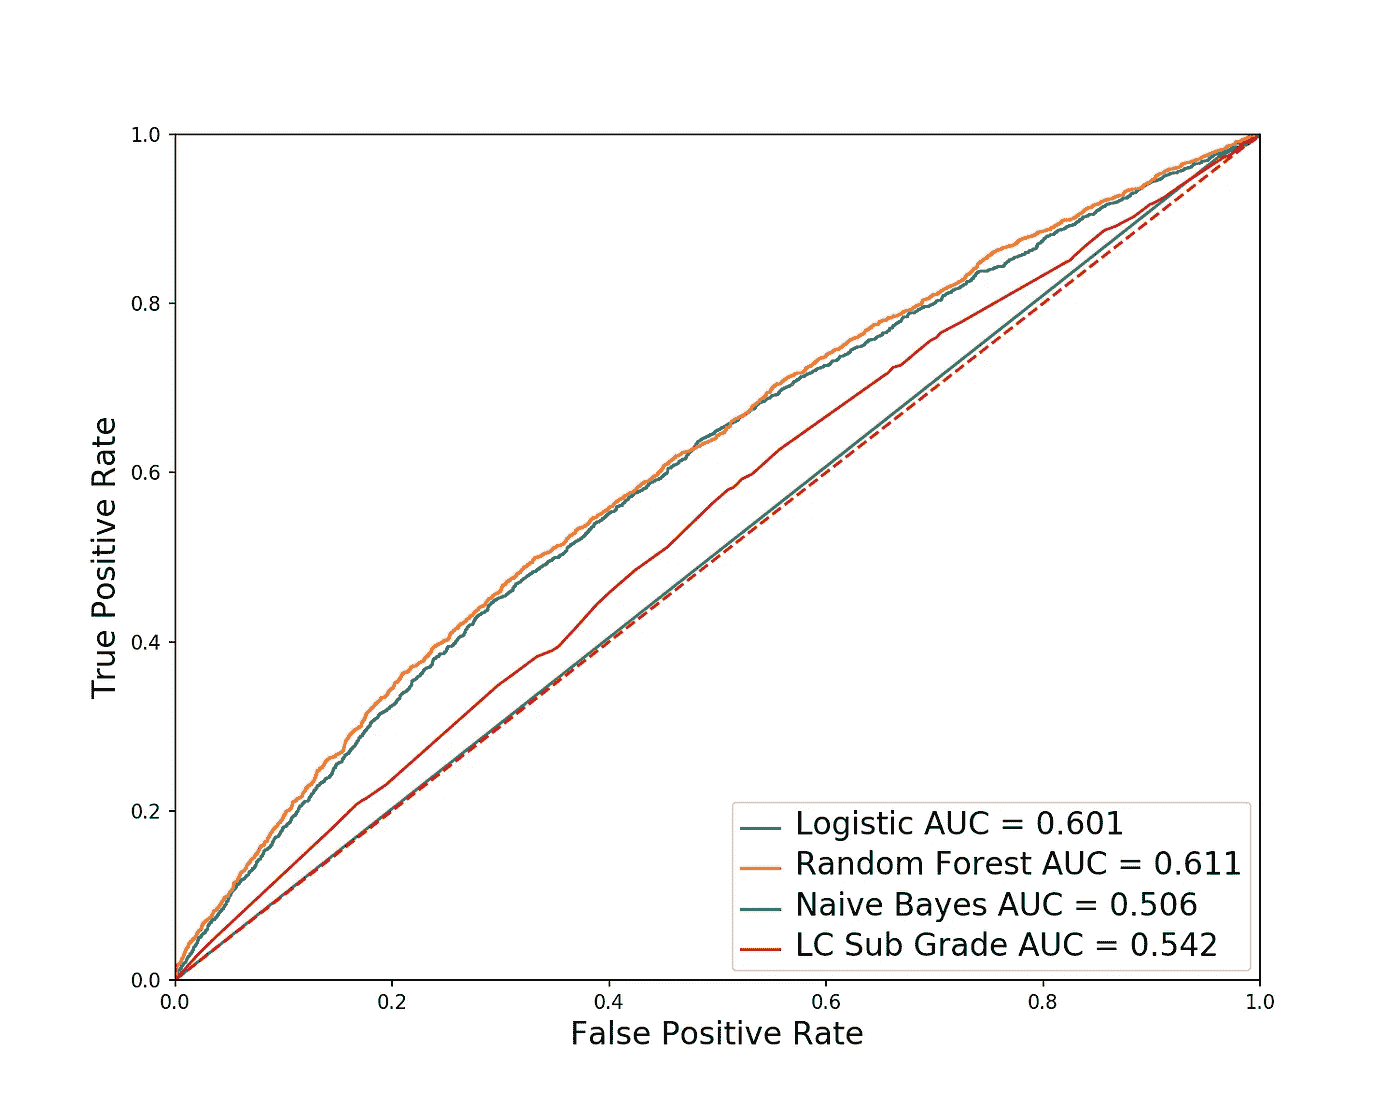 1.0
0.8
0.6
0.4
0.2
0.0
True Positive Rate
Logistic AUC = 0.601
Random Forest AUC = 0.611
Naive Bayes AUC = 0.506
LC Sub Grade AUC = 0.542
0.0 0.2 0.4 0.6 0.8 1.0
False Positive Rate